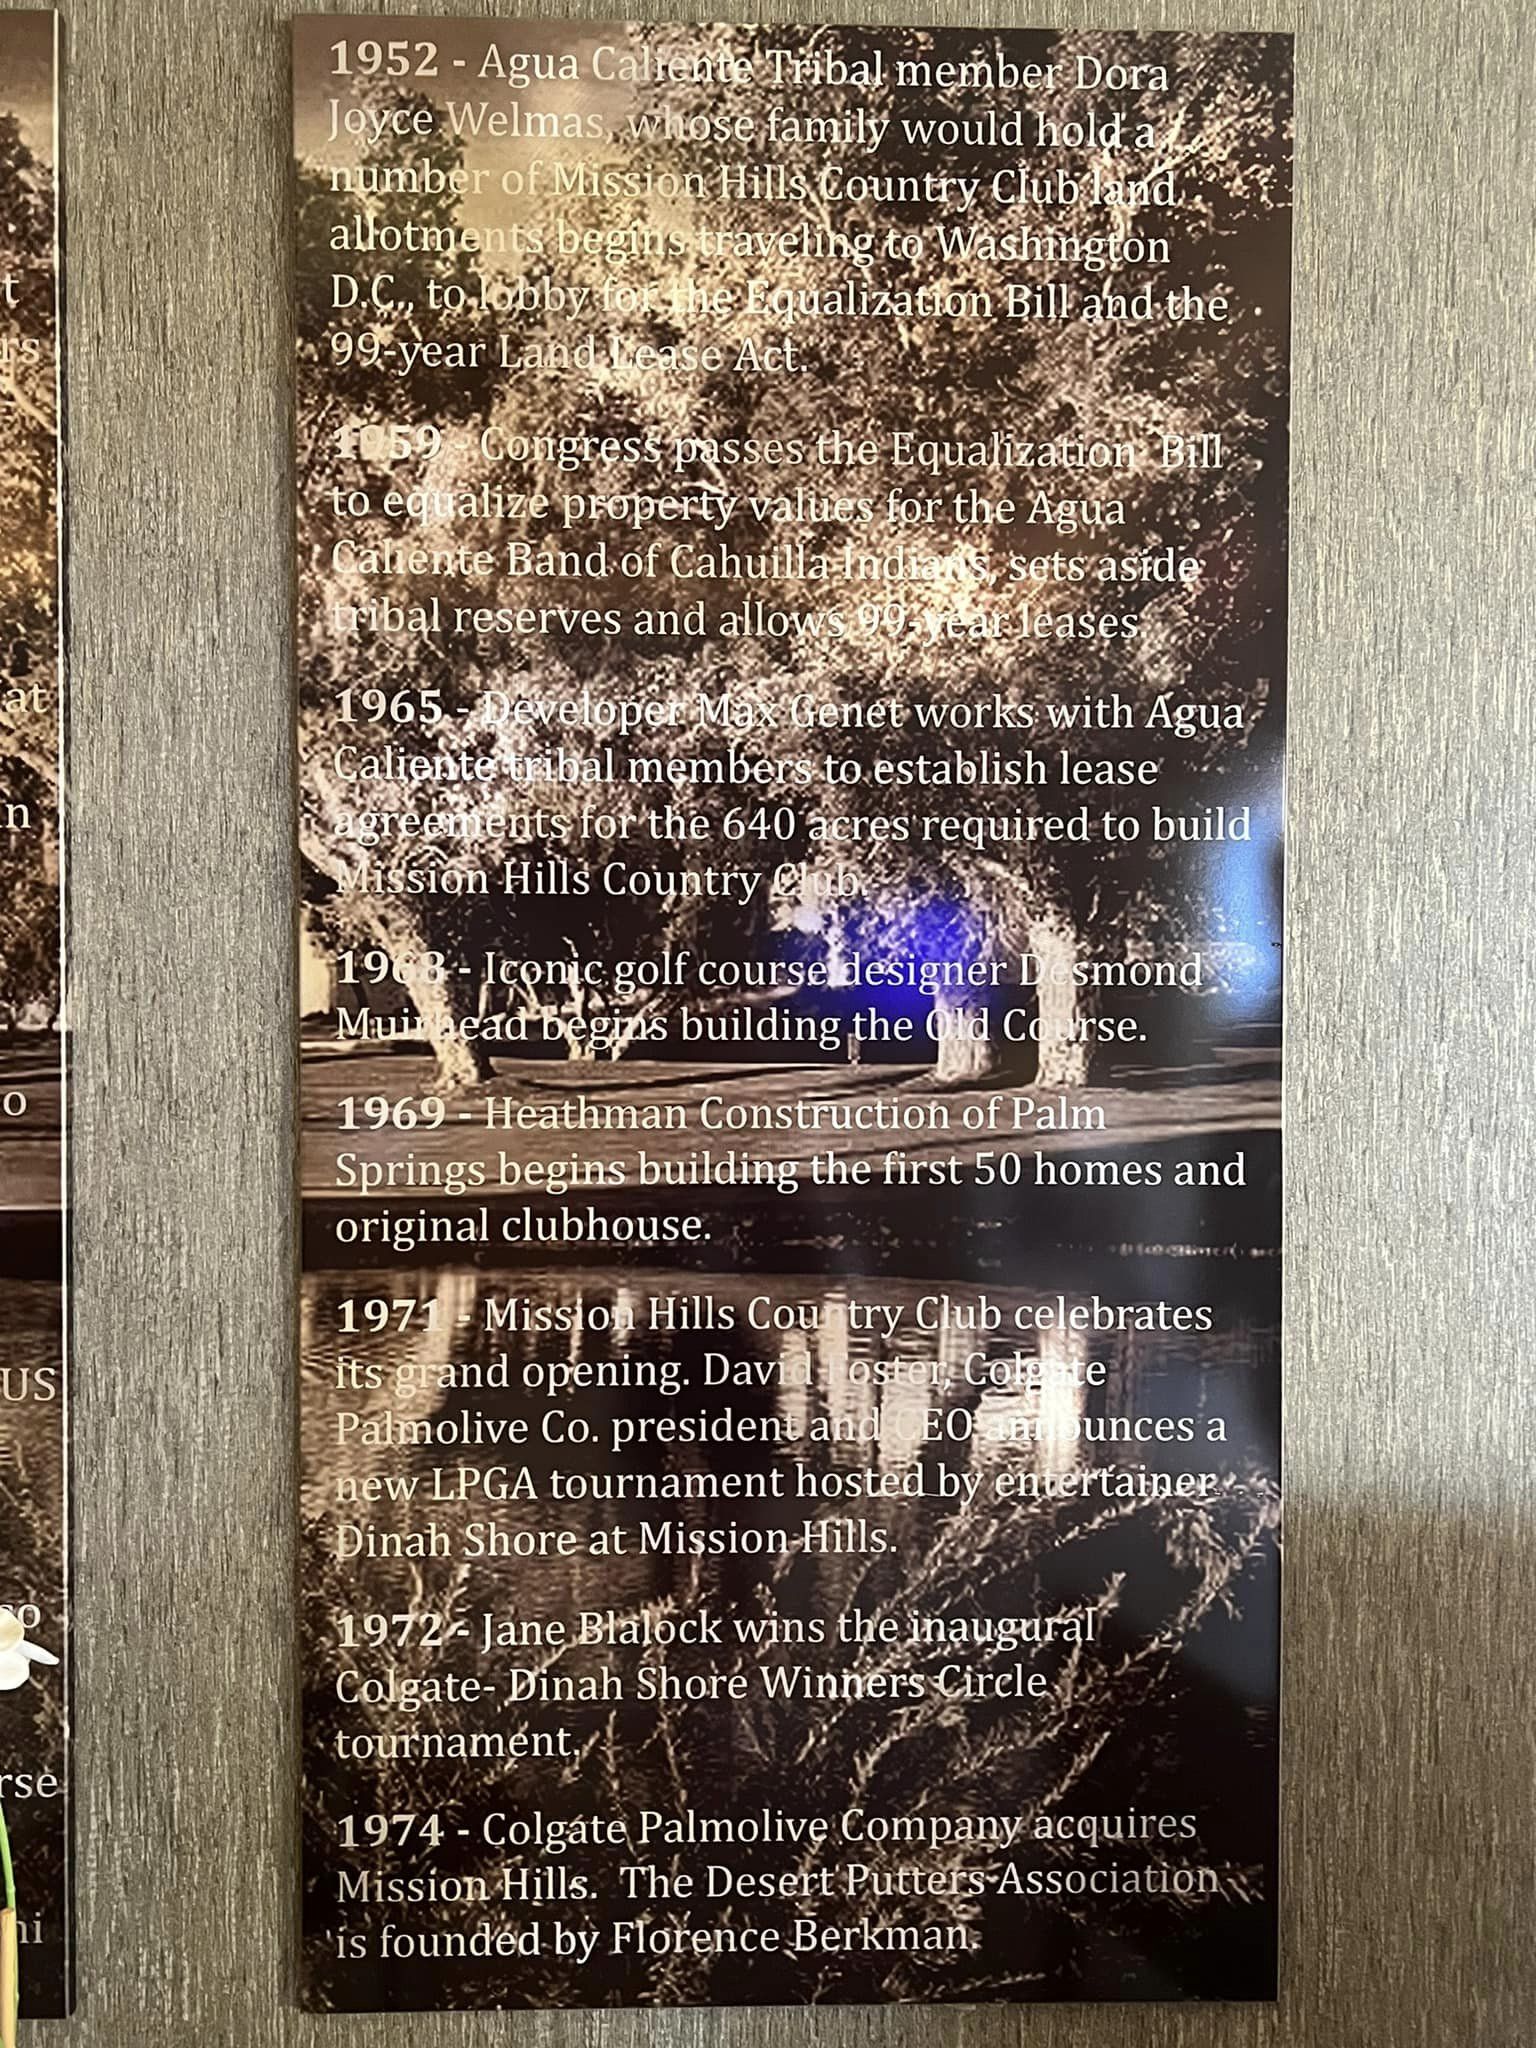 1952 - Agua Caliente Tribal member Dora
Joyce Welmas, whose family would hold a
number of Mission Hills Country Club land
allotments begins traveling to Washington
D.C., to lobby for the Equalization Bill and the
99-year Land Lease Act.
1959 - Congress passes the Equalization Bill
to equalize property values for the Agua
Caliente Band of Cahuilla Indians, sets aside
tribal reserves and allows 99-year leases.
1965 - Developer Max Genet works with Agua
Caliente tribal members to establish lease
agreements for the 640 acres required to build
Mission Hills Country Club.
1968 - Iconic golf course designer Desmond
Muirhead begins building the Old Course.
1969 - Heathman Construction of Palm
Springs begins building the first 50 homes and
original clubhouse.
1971 - Mission Hills Country Club celebrates
its grand opening. David Foster, Colgate
Palmolive Co. president and CEO announces a
new LPGA tournament hosted by entertainer
Dinah Shore at Mission Hills.
1972 - Jane Blalock wins the inaugural
Colgate- Dinah Shore Winners Circle
tournament.
1974 - Colgate Palmolive Company acquires
Mission Hills. The Desert Putters Association
is founded by Florence Berkman.